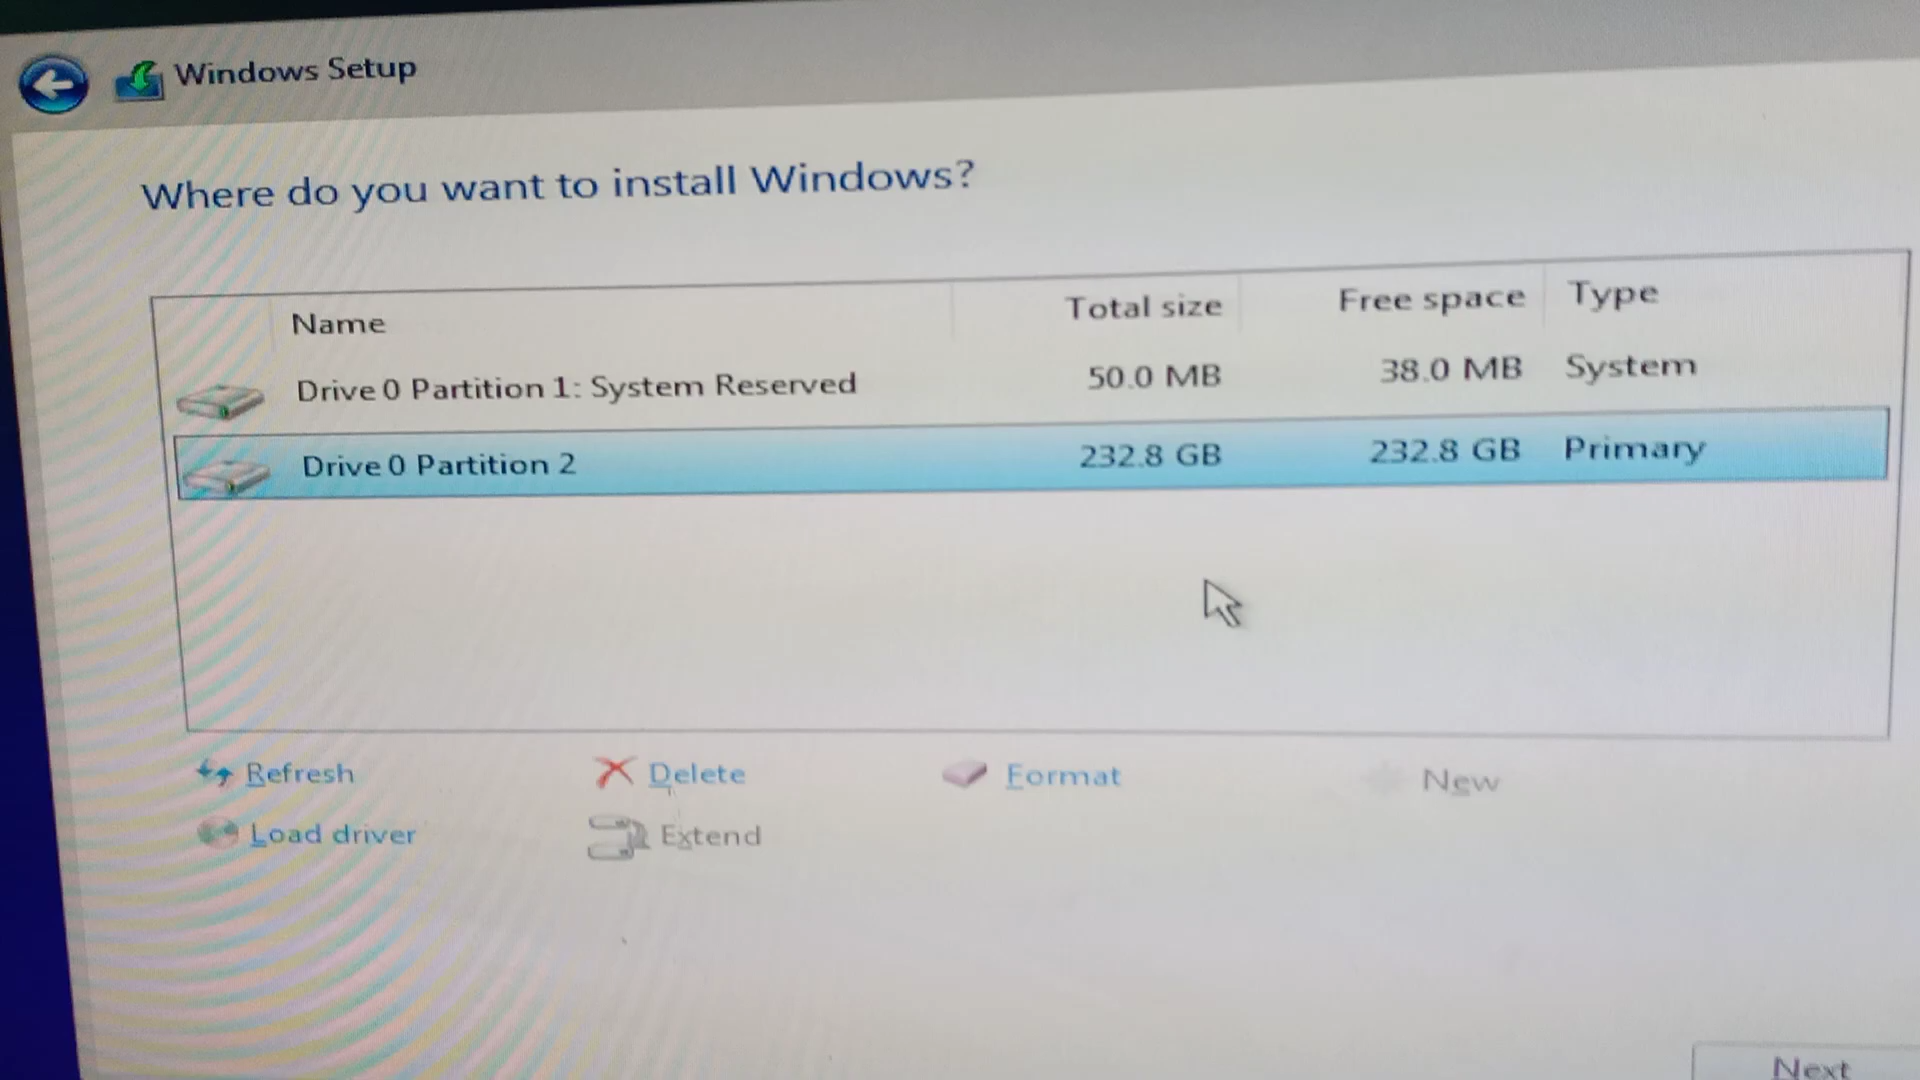 Windows Setup
Where do you want to install Windows?
Name Total size Free space Type
Drive 0 Partition 1: System Reserved 50.0 MB 38.0 MB System
Drive 0 Partition 2 232.8 GB 232.8 GB Primary
Refresh Delete Format New
Load driver Extend
Next